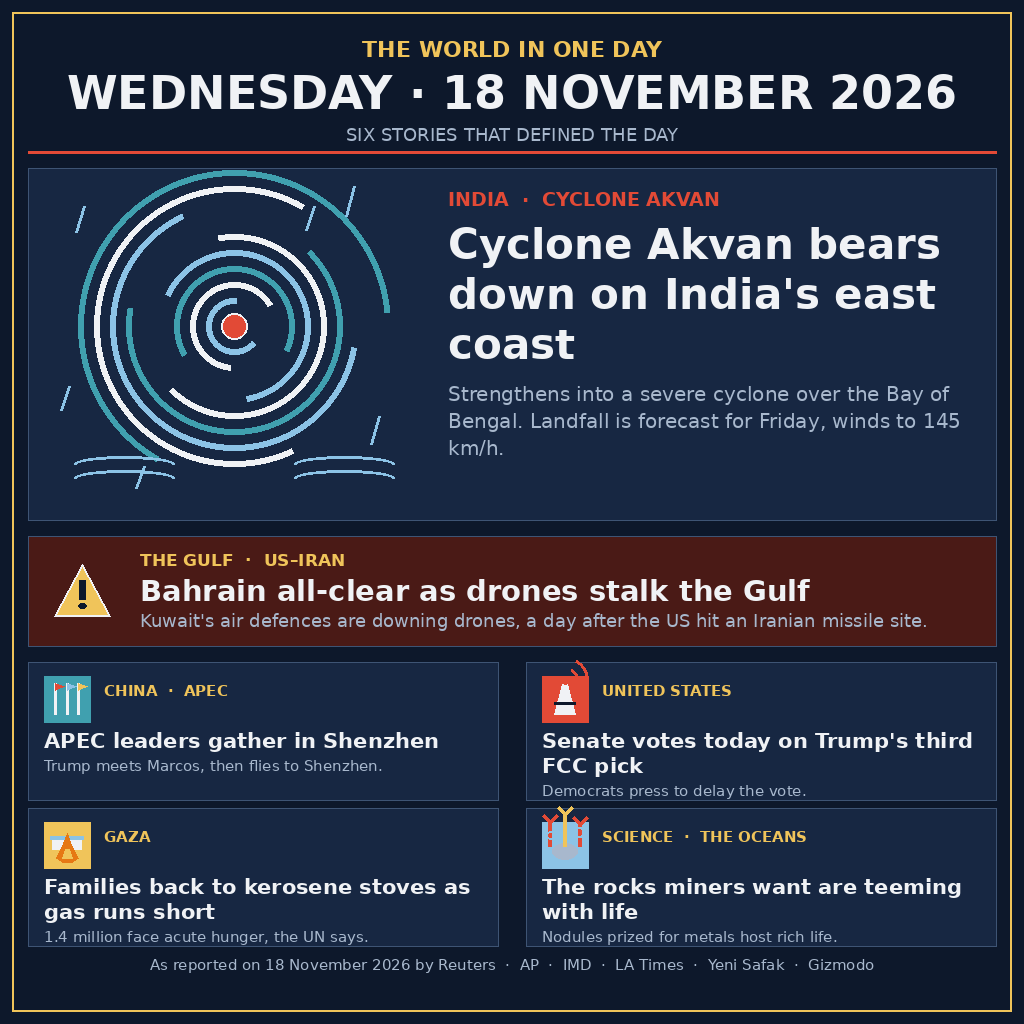 THE WORLD IN ONE DAY
WEDNESDAY · 18 NOVEMBER 2026
SIX STORIES THAT DEFINED THE DAY
INDIA · CYCLONE AKVAN
Cyclone Akvan bears
down on India's east
coast
Strengthens into a severe cyclone over the Bay of
Bengal. Landfall is forecast for Friday, winds to 145
km/h.
THE GULF · US–IRAN
Bahrain all-clear as drones stalk the Gulf
Kuwait's air defences are downing drones, a day after the US hit an Iranian missile site.
CHINA · APEC
APEC leaders gather in Shenzhen
Trump meets Marcos, then flies to Shenzhen.
UNITED STATES
Senate votes today on Trump's third
FCC pick
Democrats press to delay the vote.
GAZA
Families back to kerosene stoves as
gas runs short
1.4 million face acute hunger, the UN says.
SCIENCE · THE OCEANS
The rocks miners want are teeming
with life
Nodules prized for metals host rich life.
As reported on 18 November 2026 by Reuters · AP · IMD · LA Times · Yeni Safak · Gizmodo